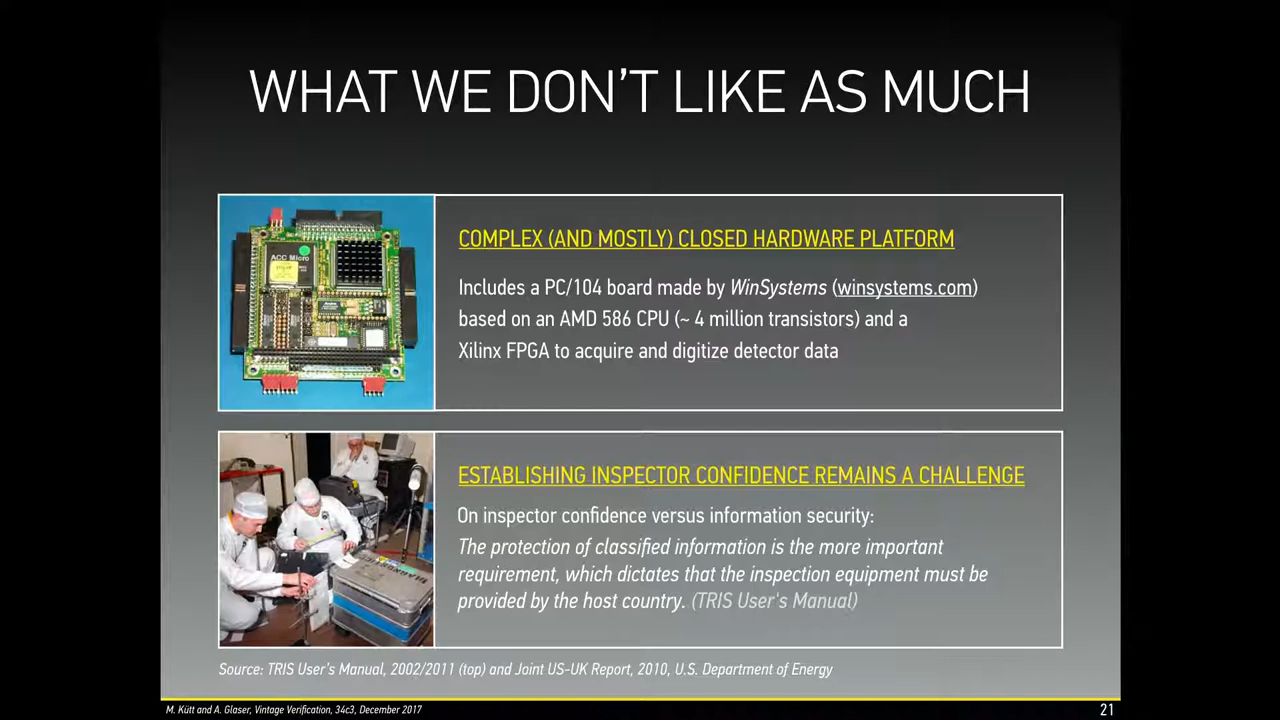 WHAT WE DON'T LIKE AS MUCH
ACC Micro
COMPLEX (AND MOSTLY) CLOSED HARDWARE PLATFORM
Includes a PC/104 board made by WinSystems (winsystems.com)
based on an AMD 586 CPU (~ 4 million transistors) and a
Xilinx FPGA to acquire and digitize detector data
ESTABLISHING INSPECTOR CONFIDENCE REMAINS A CHALLENGE
On inspector confidence versus information security:
The protection of classified information is the more important
requirement, which dictates that the inspection equipment must be
provided by the host country. (TRIS User's Manual)
Source: TRIS User's Manual, 2002/2011 (top) and Joint US-UK Report, 2010, U.S. Department of Energy
M. Kütt and A. Glaser, Vintage Verification, 34c3, December 2017
21